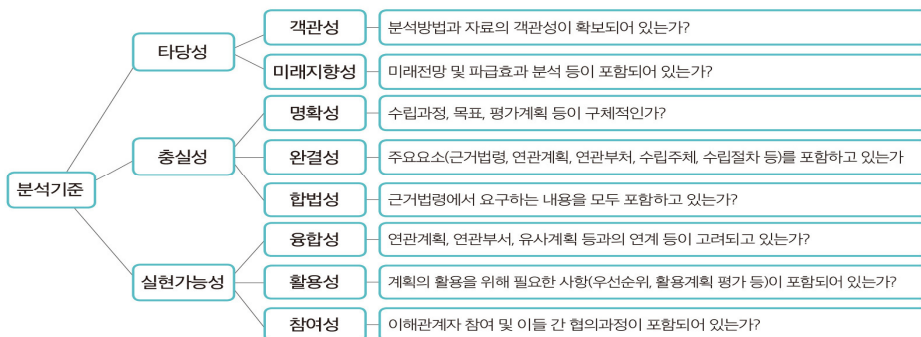 분석기준
타당성
객관성
분석방법과 자료의 객관성이 확보되어 있는가?
미래지향성
미래전망 및 파급효과 분석 등이 포함되어 있는가?
충실성
명확성
수립과정, 목표, 평가계획 등이 구체적인가?
완결성
주요요소(근거법령, 연관계획, 연관부처, 수립주체, 수립절차 등)를 포함하고 있는가
합법성
근거법령에서 요구하는 내용을 모두 포함하고 있는가?
실현가능성
융합성
연관계획, 연관부서, 유사계획 등과의 연계 등이 고려되고 있는가?
활용성
계획의 활용을 위해 필요한 사항(우선순위, 활용계획 평가 등)이 포함되어 있는가?
참여성
이해관계자 참여 및 이들 간 협의과정이 포함되어 있는가?